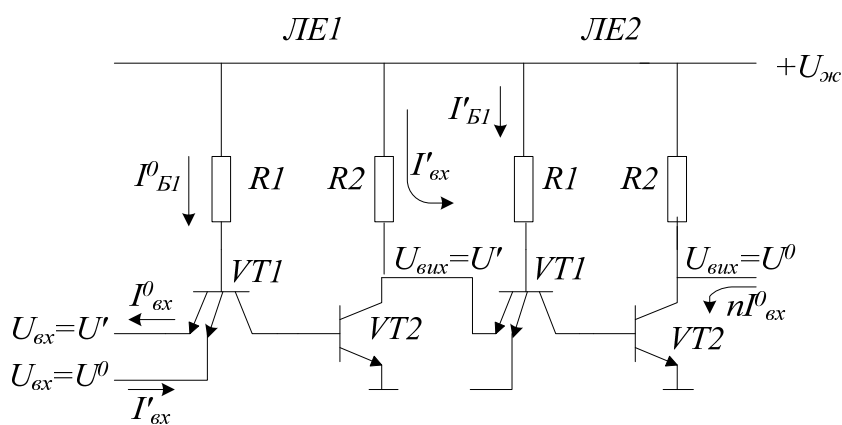 ЛЕ1 ЛЕ2
+Uж
I⁰Б1 R1 R2 I′вх I′Б1 R1 R2
I⁰вх VT1 Uвих=U′ VT1 Uвих=U⁰
Uвх=U′ VT2 nI⁰вх
Uвх=U⁰ VT2
I′вх